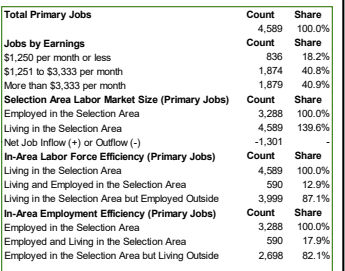 Total Primary Jobs Count Share
4,589 100.0%
Jobs by Earnings Count Share
$1,250 per month or less 836 18.2%
$1,251 to $3,333 per month 1,874 40.8%
More than $3,333 per month 1,879 40.9%
Selection Area Labor Market Size (Primary Jobs) Count Share
Employed in the Selection Area 3,288 100.0%
Living in the Selection Area 4,589 139.6%
Net Job Inflow (+) or Outflow (-) -1,301 -
In-Area Labor Force Efficiency (Primary Jobs) Count Share
Living in the Selection Area 4,589 100.0%
Living and Employed in the Selection Area 590 12.9%
Living in the Selection Area but Employed Outside 3,999 87.1%
In-Area Employment Efficiency (Primary Jobs) Count Share
Employed in the Selection Area 3,288 100.0%
Employed and Living in the Selection Area 590 17.9%
Employed in the Selection Area but Living Outside 2,698 82.1%